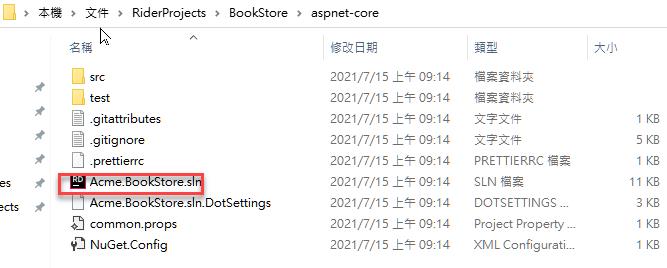 本機 > 文件 > RiderProjects > BookStore > aspnet-core
名稱 修改日期 類型 大小
src 2021/7/15 上午 09:14 檔案資料夾
test 2021/7/15 上午 09:14 檔案資料夾
.gitattributes 2021/7/15 上午 09:14 文字文件 1 KB
.gitignore 2021/7/15 上午 09:14 文字文件 5 KB
.prettierrc 2021/7/15 上午 09:14 PRETTIERRC 檔案 1 KB
RD Acme.BookStore.sln 2021/7/15 上午 09:14 SLN 檔案 11 KB
es Acme.BookStore.sln.DotSettings 2021/7/15 上午 09:14 DOTSETTINGS ... 3 KB
ects common.props 2021/7/15 上午 09:14 Project Property ... 1 KB
NuGet.Config 2021/7/15 上午 09:14 XML Configurati... 1 KB